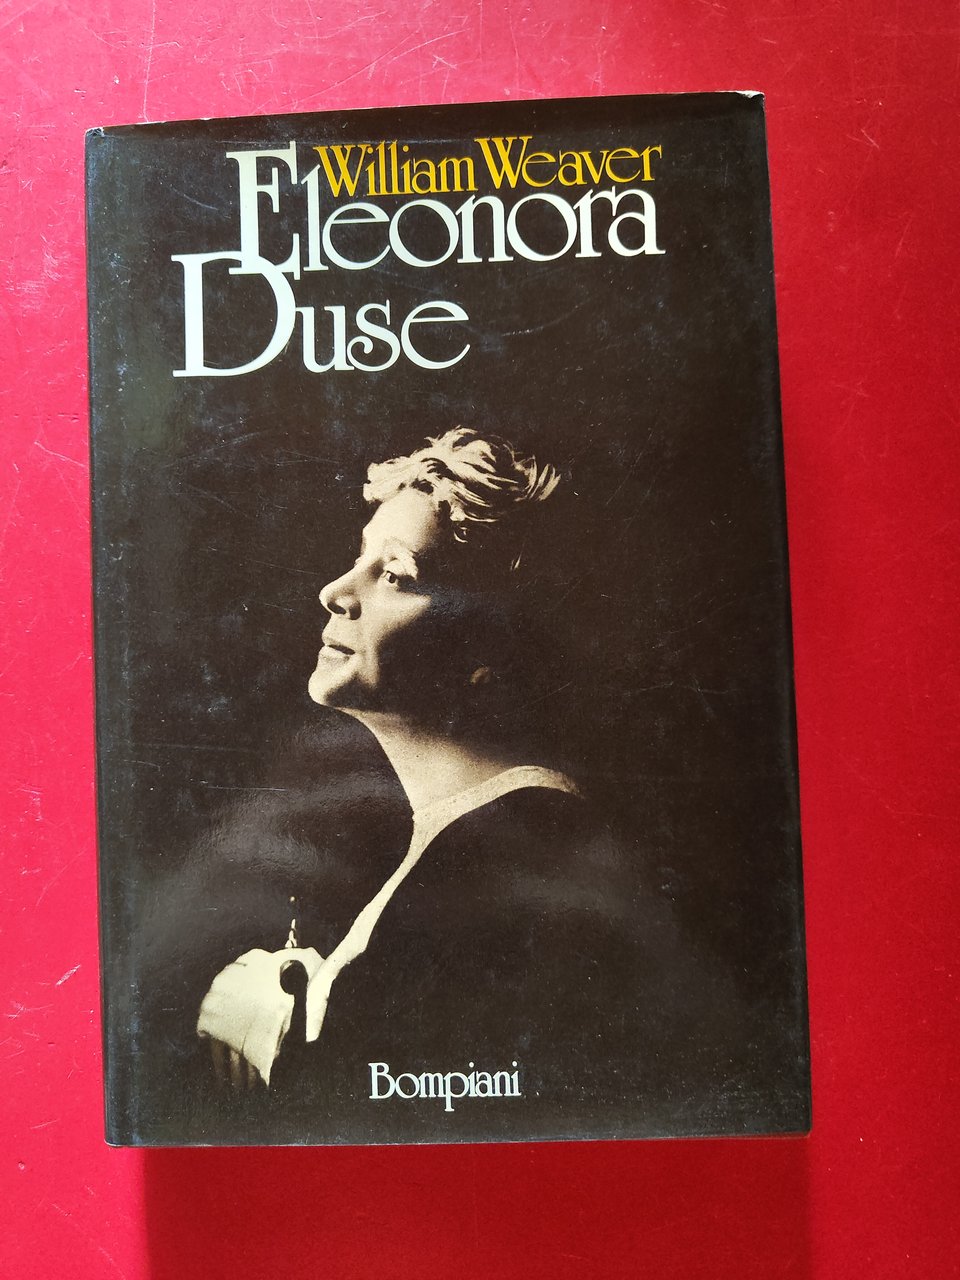 William Weaver
Eleonora
Duse
Bompiani